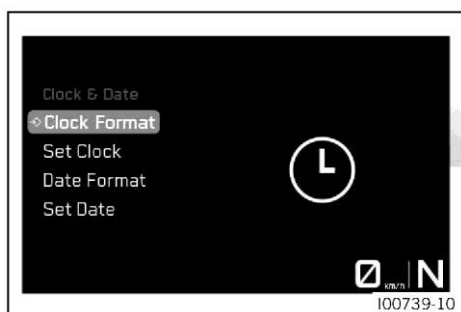 Clock & Date
Clock Format
Set Clock
Date Format
Set Date
0 km/h N
I00739-10